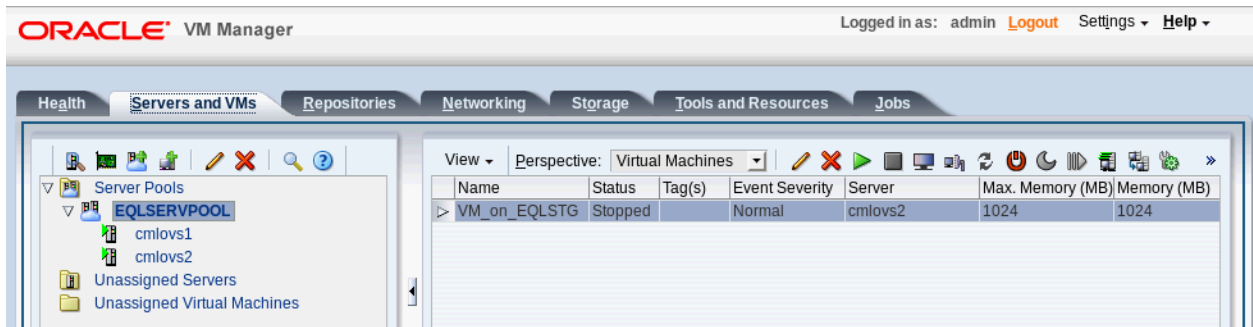 ORACLE VM Manager
Logged in as: admin Logout Settings Help
Health Servers and VMs Repositories Networking Storage Tools and Resources Jobs
View Perspective: Virtual Machines »
Server Pools
EQLSERVPOOL
cmlovs1
cmlovs2
Unassigned Servers
Unassigned Virtual Machines
Name Status Tag(s) Event Severity Server Max. Memory (MB) Memory (MB)
VM_on_EQLSTG Stopped Normal cmlovs2 1024 1024